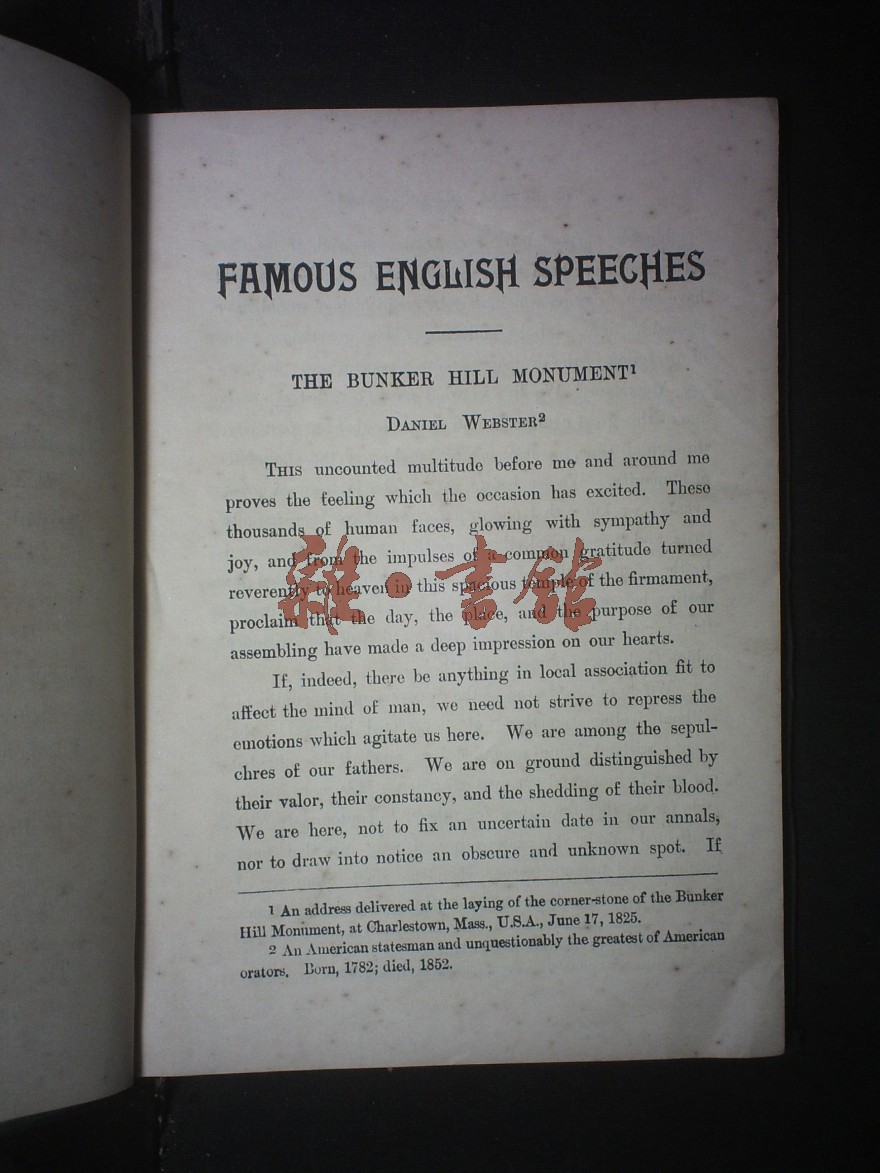 FAMOUS ENGLISH SPEECHES
THE BUNKER HILL MONUMENT¹
DANIEL WEBSTER²
THIS uncounted multitude before me and around me
proves the feeling which the occasion has excited. These
thousands of human faces, glowing with sympathy and
joy, and from the impulses of a common gratitude turned
reverently to heaven in this spacious temple of the firmament,
proclaim that the day, the place, and the purpose of our
assembling have made a deep impression on our hearts.
If, indeed, there be anything in local association fit to
affect the mind of man, we need not strive to repress the
emotions which agitate us here. We are among the sepul-
chres of our fathers. We are on ground distinguished by
their valor, their constancy, and the shedding of their blood.
We are here, not to fix an uncertain date in our annals,
nor to draw into notice an obscure and unknown spot. If
1 An address delivered at the laying of the corner-stone of the Bunker
Hill Monument, at Charlestown, Mass., U.S.A., June 17, 1825.
2 An American statesman and unquestionably the greatest of American
orators. Born, 1782; died, 1852.
雜·書館